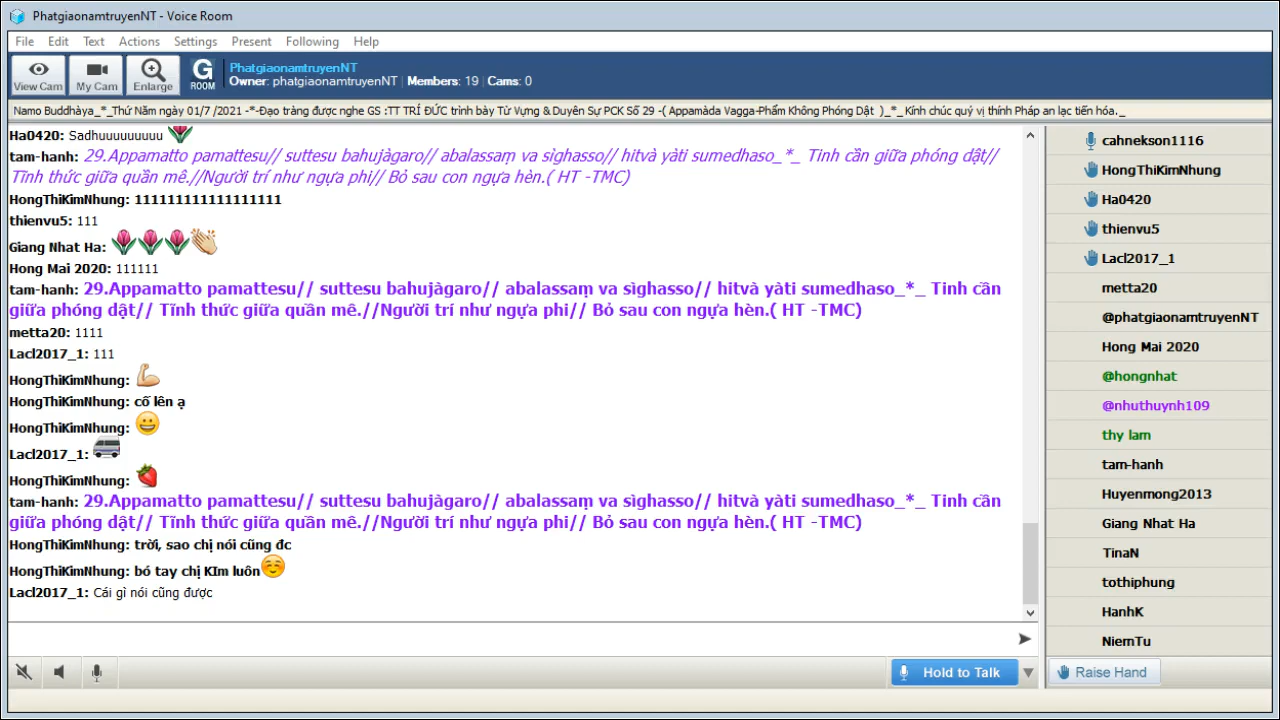 PhatgiaonamtruyenNT - Voice Room
File Edit Text Actions Settings Present Following Help
View Cam
My Cam
Enlarge
G ROOM
PhatgiaonamtruyenNT
Owner: phatgiaonamtruyenNT Members: 19 Cams: 0
Namo Buddhàya_*_Thứ Năm ngày 01/7 /2021 -*-Đạo tràng được nghe GS :TT TRÍ ĐỨC trình bày Từ Vựng & Duyên Sự PCK Số 29 -( Appamàda Vagga-Phẩm Không Phóng Dật )_*_ Kính chúc quý vị thính Pháp an lạc tiến hóa._
Ha0420: Sadhuuuuuuuuu
tam-hanh: 29.Appamatto pamattesu// suttesu bahujàgaro// abalassaṃ va sìghasso// hitvà yàti sumedhaso_*_ Tinh cần giữa phóng dật//
Tĩnh thức giữa quần mê.//Người trí như ngựa phi// Bỏ sau con ngựa hèn.( HT -TMC)
HongThiKimNhung: 111111111111111111
thienvu5: 111
Giang Nhat Ha:
Hong Mai 2020: 111111
tam-hanh: 29.Appamatto pamattesu// suttesu bahujàgaro// abalassaṃ va sìghasso// hitvà yàti sumedhaso_*_ Tinh cần
giữa phóng dật// Tĩnh thức giữa quần mê.//Người trí như ngựa phi// Bỏ sau con ngựa hèn.( HT -TMC)
metta20: 1111
Lacl2017_1: 111
HongThiKimNhung:
HongThiKimNhung: cố lên ạ
HongThiKimNhung:
Lacl2017_1:
HongThiKimNhung:
tam-hanh: 29.Appamatto pamattesu// suttesu bahujàgaro// abalassaṃ va sìghasso// hitvà yàti sumedhaso_*_ Tinh cần
giữa phóng dật// Tĩnh thức giữa quần mê.//Người trí như ngựa phi// Bỏ sau con ngựa hèn.( HT -TMC)
HongThiKimNhung: trời, sao chị nói cũng đc
HongThiKimNhung: bó tay chị KIm luôn
Lacl2017_1: Cái gì nói cũng được
Hold to Talk
cahnekson1116
HongThiKimNhung
Ha0420
thienvu5
Lacl2017_1
metta20
@phatgiaonamtruyenNT
Hong Mai 2020
@hongnhat
@nhuthuynh109
thy lam
tam-hanh
Huyenmong2013
Giang Nhat Ha
TinaN
tothiphung
HanhK
NiemTu
Raise Hand